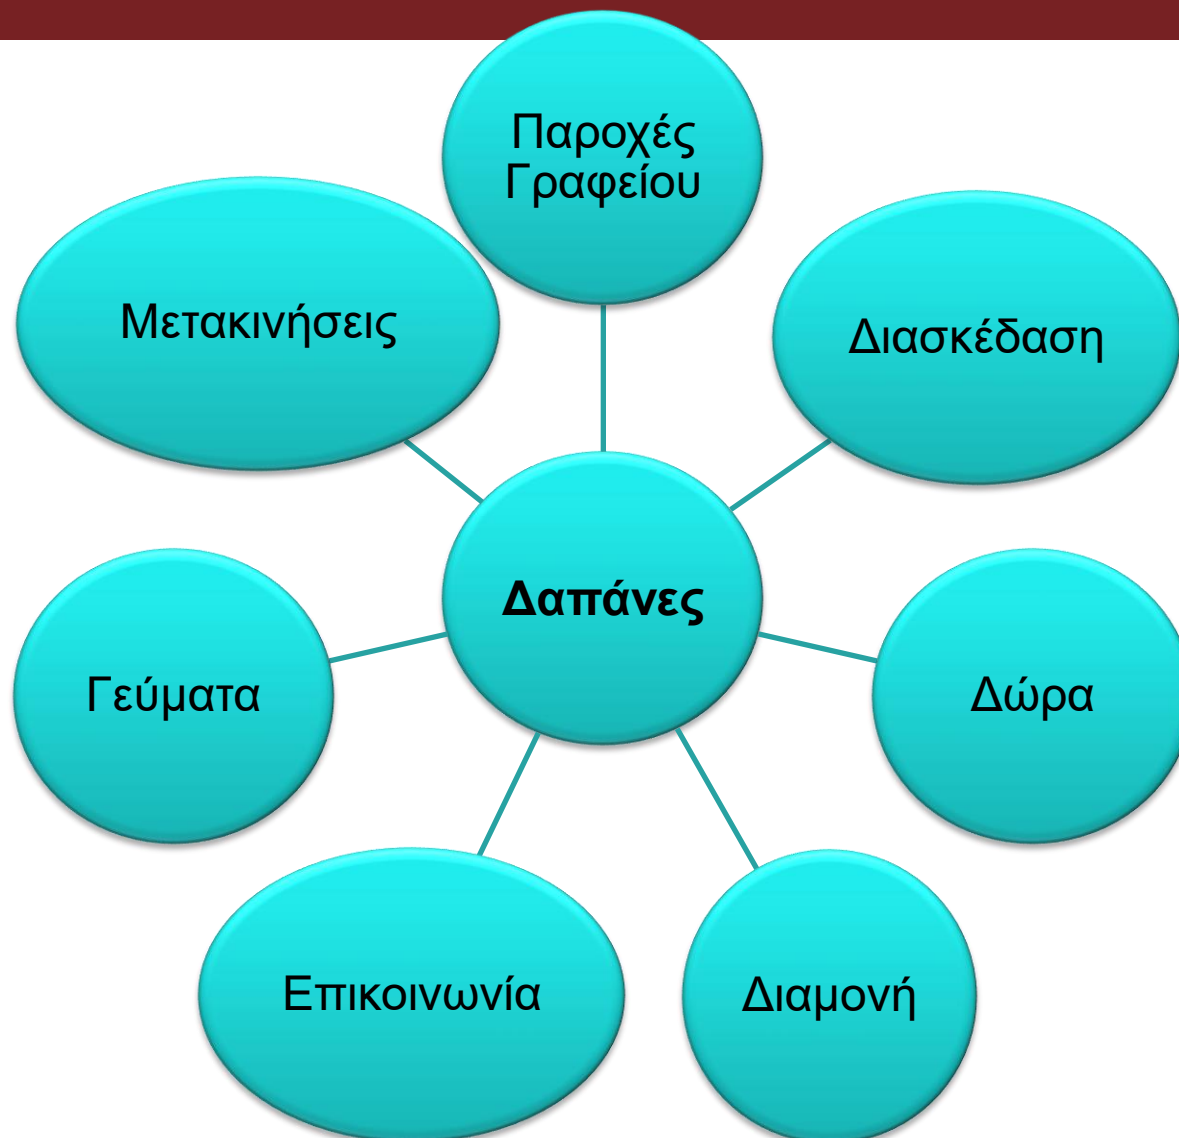 Παροχές
Γραφείου
Μετακινήσεις
Διασκέδαση
Δαπάνες
Γεύματα
Δώρα
Επικοινωνία
Διαμονή